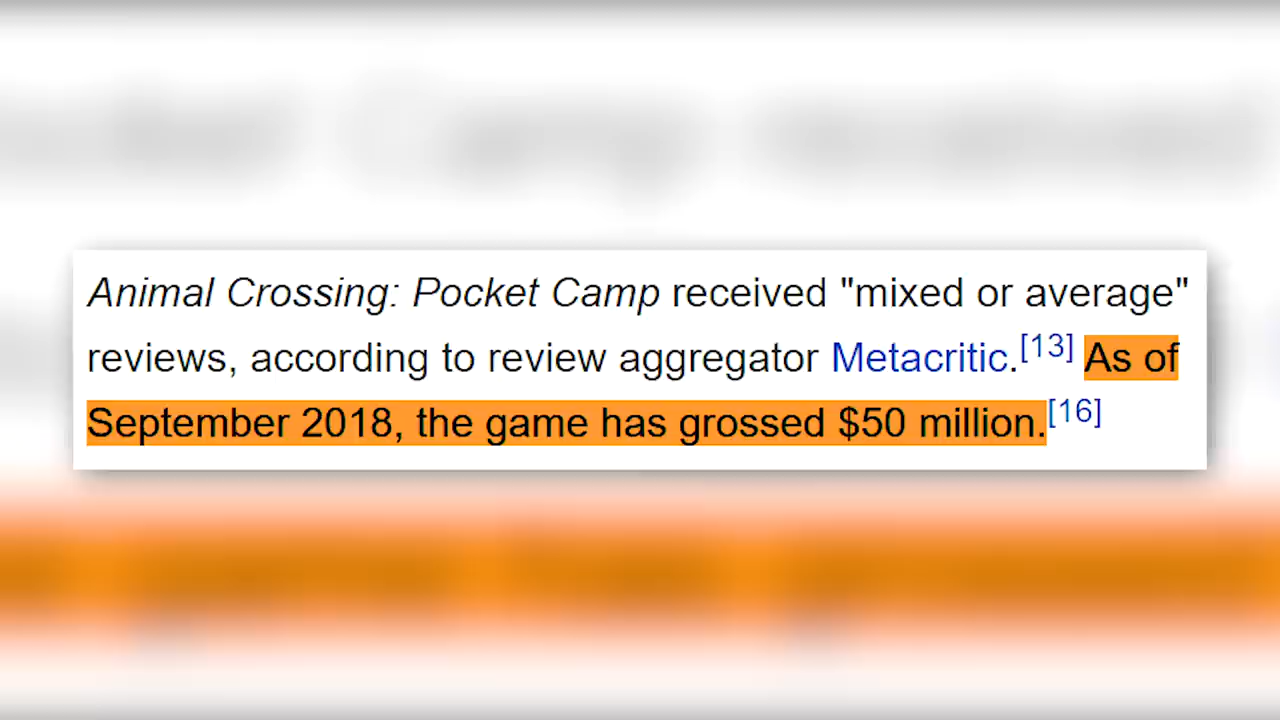 Animal Crossing: Pocket Camp received "mixed or average"
reviews, according to review aggregator Metacritic.[13] As of
September 2018, the game has grossed $50 million.[16]